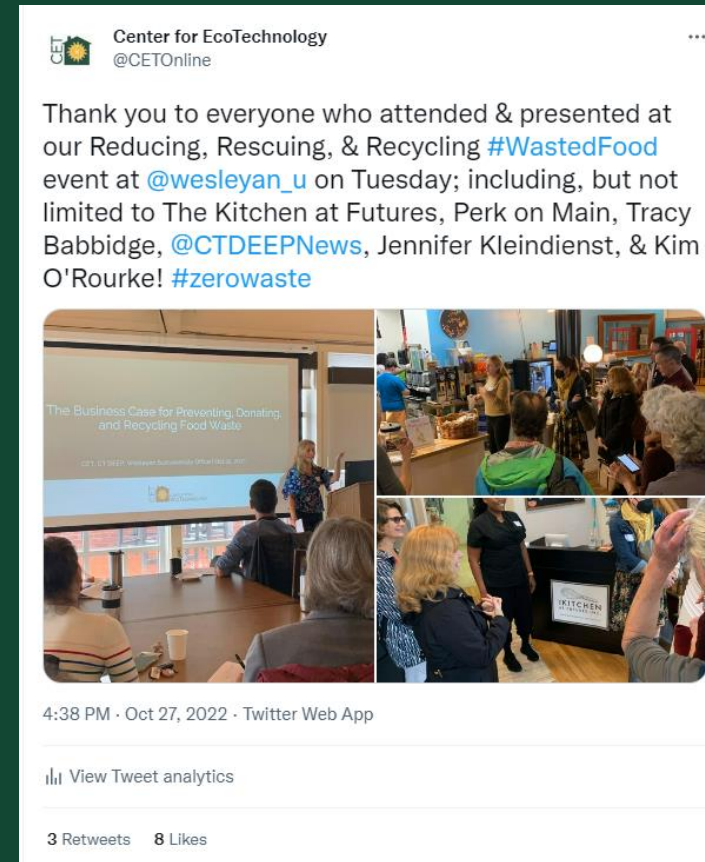 CET
Center for EcoTechnology
@CETOnline
Thank you to everyone who attended & presented at
our Reducing, Rescuing, & Recycling #WastedFood
event at @wesleyan_u on Tuesday; including, but not
limited to The Kitchen at Futures, Perk on Main, Tracy
Babbidge, @CTDEEPNews, Jennifer Kleindienst, & Kim
O'Rourke! #zerowaste
The Business Case for Preventing, Donating,
and Recycling Food Waste
KITCHEN
4:38 PM · Oct 27, 2022 · Twitter Web App
View Tweet analytics
3 Retweets 8 Likes